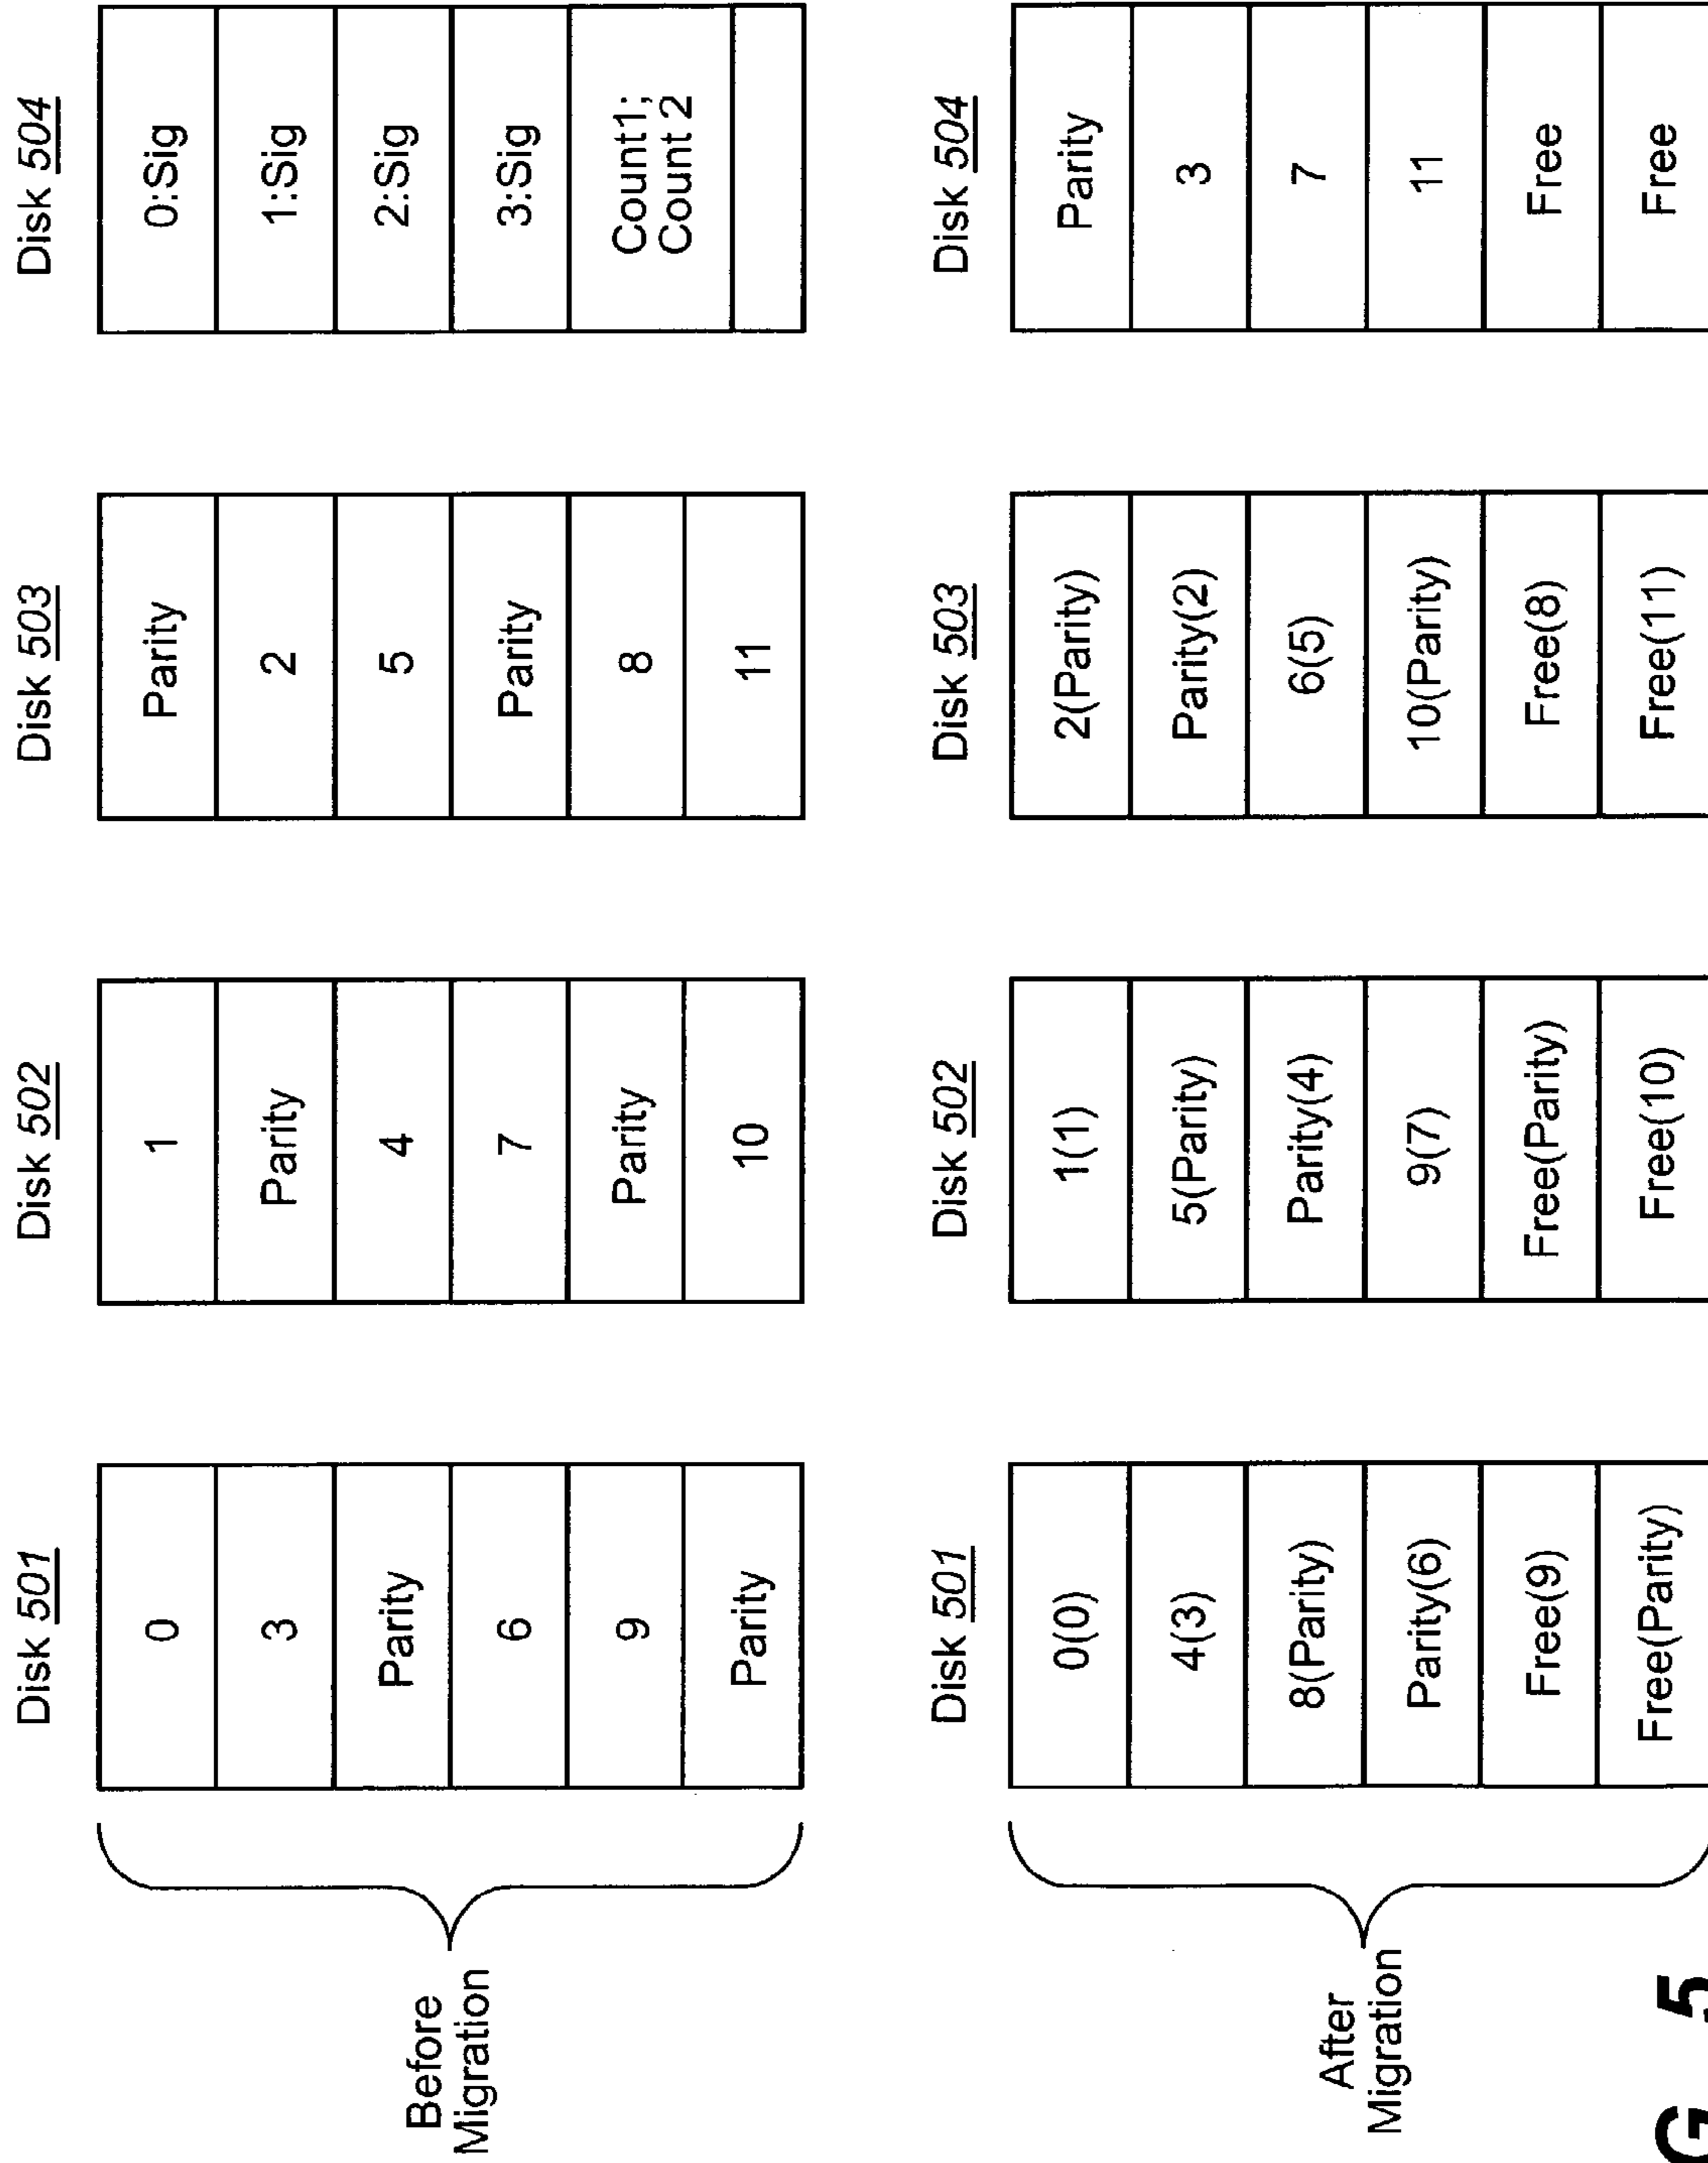 Before
Migration
Disk 501
0
3
Parity
6
9
Parity
Disk 502
1
Parity
4
7
Parity
10
Disk 503
Parity
2
5
Parity
8
11
Disk 504
0:Sig
1:Sig
2:Sig
3:Sig
Count1;
Count 2
After
Migration
Disk 501
0(0)
4(3)
8(Parity)
Parity(6)
Free(9)
Free(Parity)
Disk 502
1(1)
5(Parity)
Parity(4)
9(7)
Free(Parity)
Free(10)
Disk 503
2(Parity)
Parity(2)
6(5)
10(Parity)
Free(8)
Free(11)
Disk 504
Parity
3
7
11
Free
Free
G 5